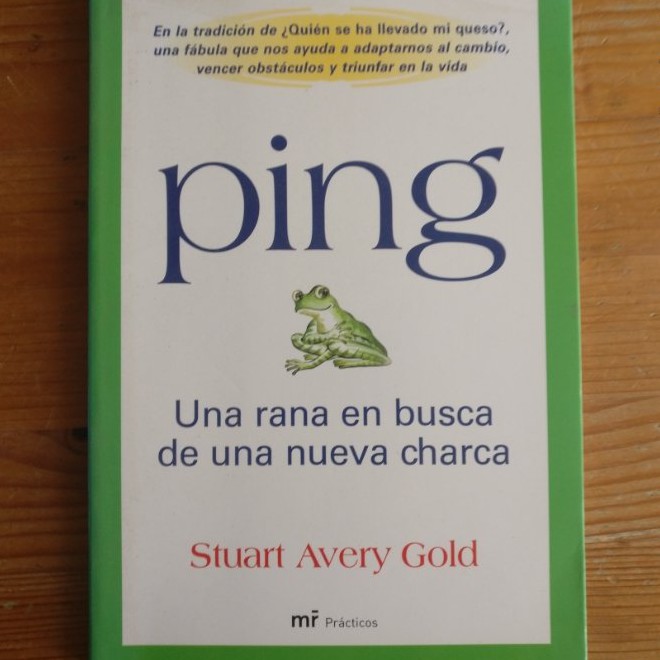 En la tradición de ¿Quién se ha llevado mi queso?,
una fábula que nos ayuda a adaptarnos al cambio,
vencer obstáculos y triunfar en la vida
ping
Una rana en busca
de una nueva charca
Stuart Avery Gold
mr̄ Prácticos